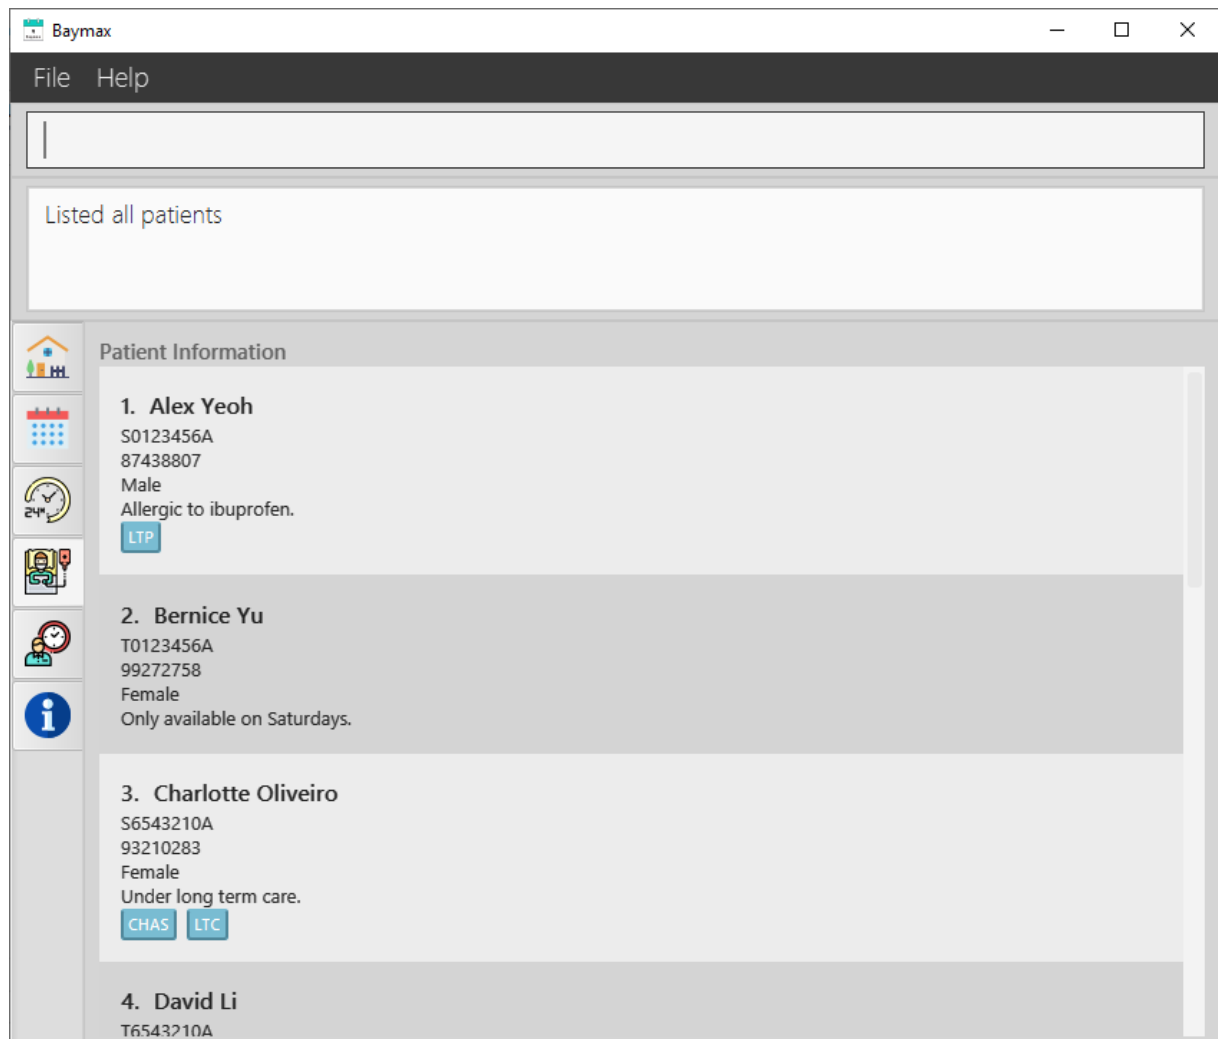 Baymax
File Help
Listed all patients
Patient Information
1. Alex Yeoh
S0123456A
87438807
Male
Allergic to ibuprofen.
LTP
2. Bernice Yu
T0123456A
99272758
Female
Only available on Saturdays.
3. Charlotte Oliveiro
S6543210A
93210283
Female
Under long term care.
CHAS LTC
4. David Li
T6543210A
24H